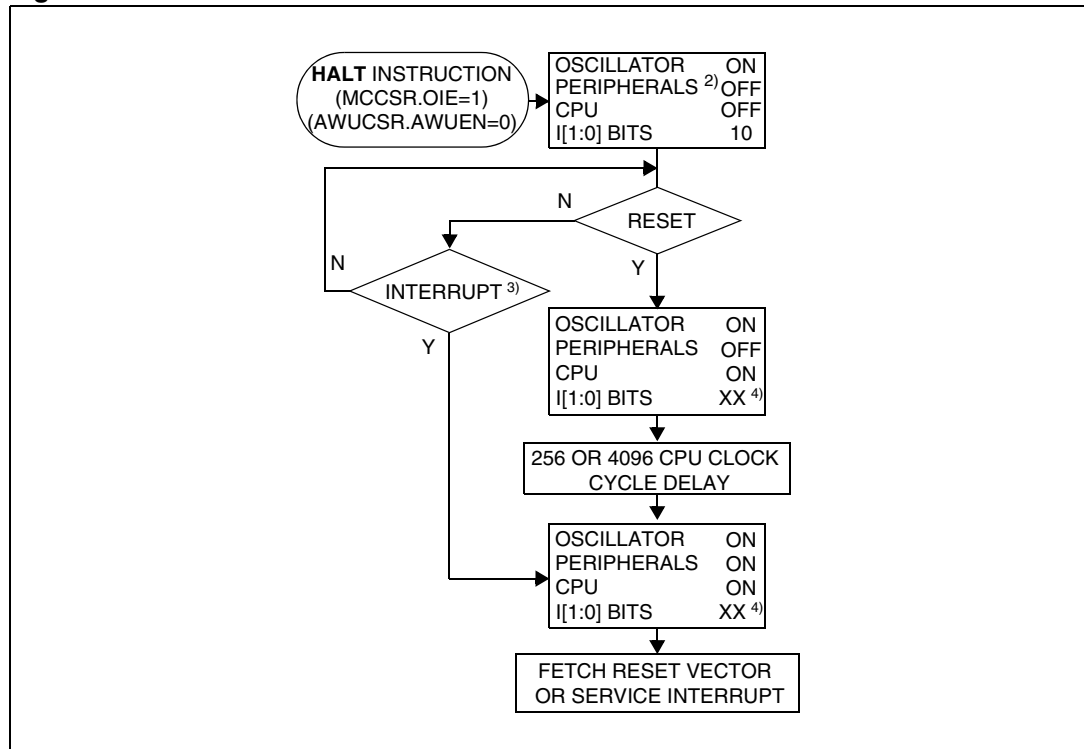 HALT INSTRUCTION
(MCCSR.OIE=1)
(AWUCSR.AWUEN=0)
OSCILLATOR ON
PERIPHERALS 2) OFF
CPU OFF
I[1:0] BITS 10
N
RESET
N
Y
INTERRUPT 3)
Y
OSCILLATOR ON
PERIPHERALS OFF
CPU ON
I[1:0] BITS XX 4)
256 OR 4096 CPU CLOCK
CYCLE DELAY
OSCILLATOR ON
PERIPHERALS ON
CPU ON
I[1:0] BITS XX 4)
FETCH RESET VECTOR
OR SERVICE INTERRUPT